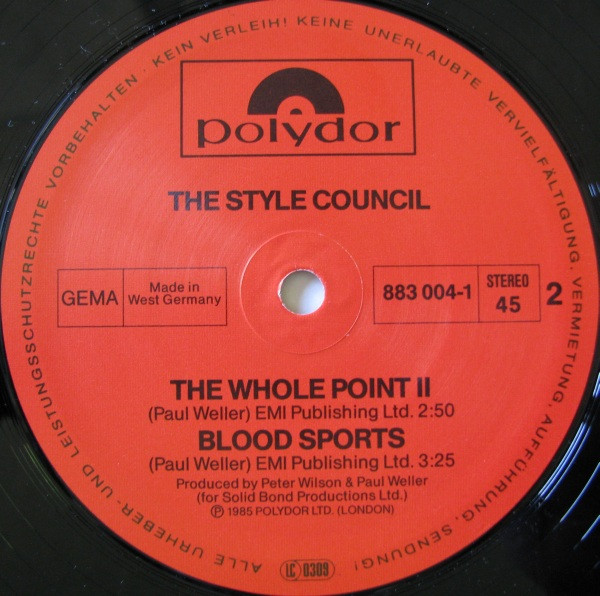 ALLE URHEBER- UND LEISTUNGSSCHUTZRECHTE VORBEHALTEN · KEIN VERLEIH! KEINE UNERLAUBTE VERVIELFÄLTIGUNG, VERMIETUNG, AUFFÜHRUNG, SENDUNG!
polydor
THE STYLE COUNCIL
GEMA
Made in
West Germany
883 004-1
STEREO
45
2
THE WHOLE POINT II
(Paul Weller) EMI Publishing Ltd. 2:50
BLOOD SPORTS
(Paul Weller) EMI Publishing Ltd. 3:25
Produced by Peter Wilson & Paul Weller
(for Solid Bond Productions Ltd.)
℗ 1985 POLYDOR LTD. (LONDON)
LC 0309